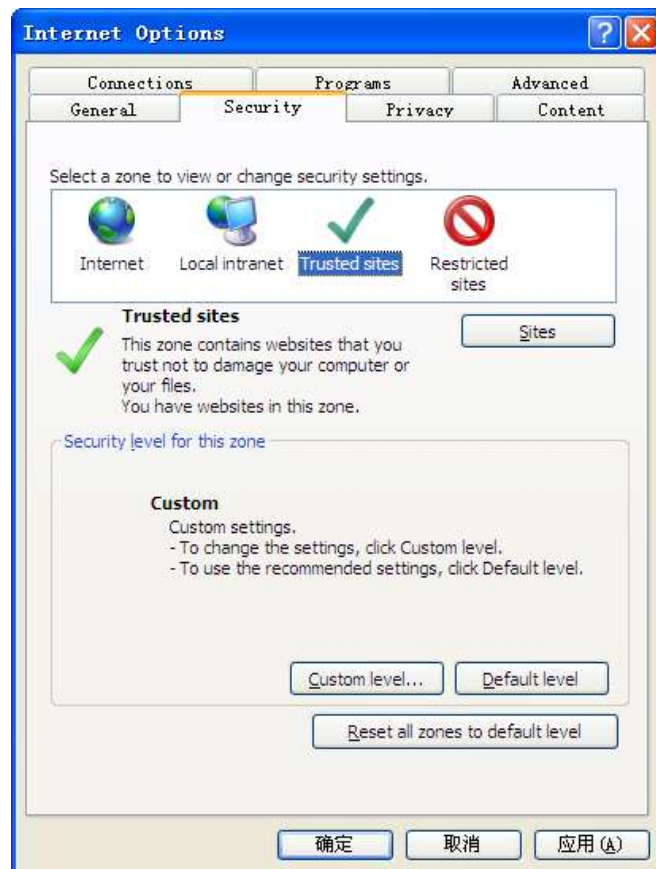 Internet Options
Connections Programs Advanced
General Security Privacy Content
Select a zone to view or change security settings.
Internet Local intranet Trusted sites Restricted sites
Trusted sites
Sites
This zone contains websites that you
trust not to damage your computer or
your files.
You have websites in this zone.
Security level for this zone
Custom
Custom settings.
- To change the settings, click Custom level.
- To use the recommended settings, click Default level.
Custom level... Default level
Reset all zones to default level
确定 取消 应用(A)